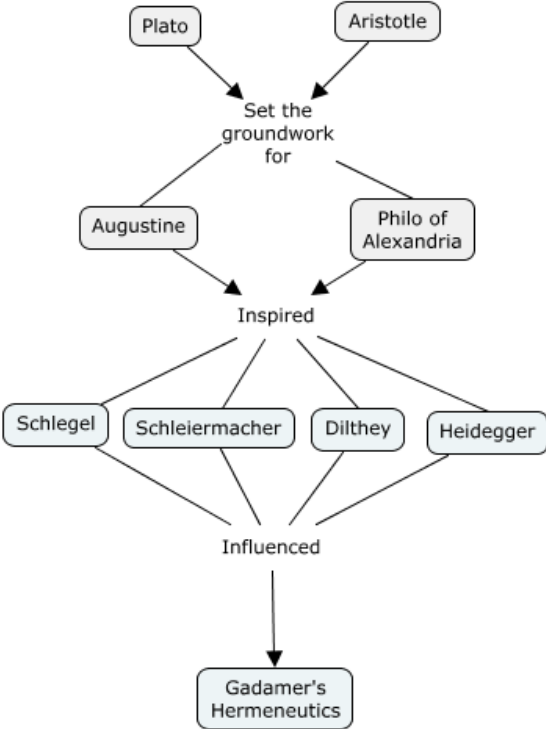 Plato
Aristotle
Set the
groundwork
for
Augustine
Philo of
Alexandria
Inspired
Schlegel
Schleiermacher
Dilthey
Heidegger
Influenced
Gadamer's
Hermeneutics